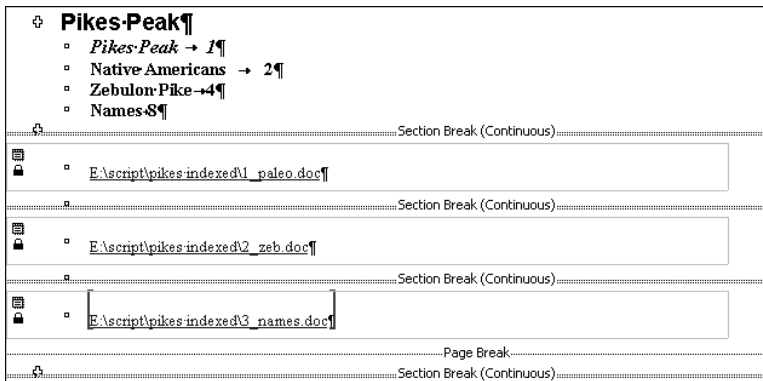 Pikes·Peak¶
Pikes·Peak → 1¶
Native·Americans → 2¶
Zebulon·Pike→4¶
Names→8¶
Section Break (Continuous)
E:\script\pikes-indexed\1_paleo.doc¶
Section Break (Continuous)
E:\script\pikes-indexed\2_zeb.doc¶
Section Break (Continuous)
E:\script\pikes-indexed\3_names.doc¶
Page Break
Section Break (Continuous)